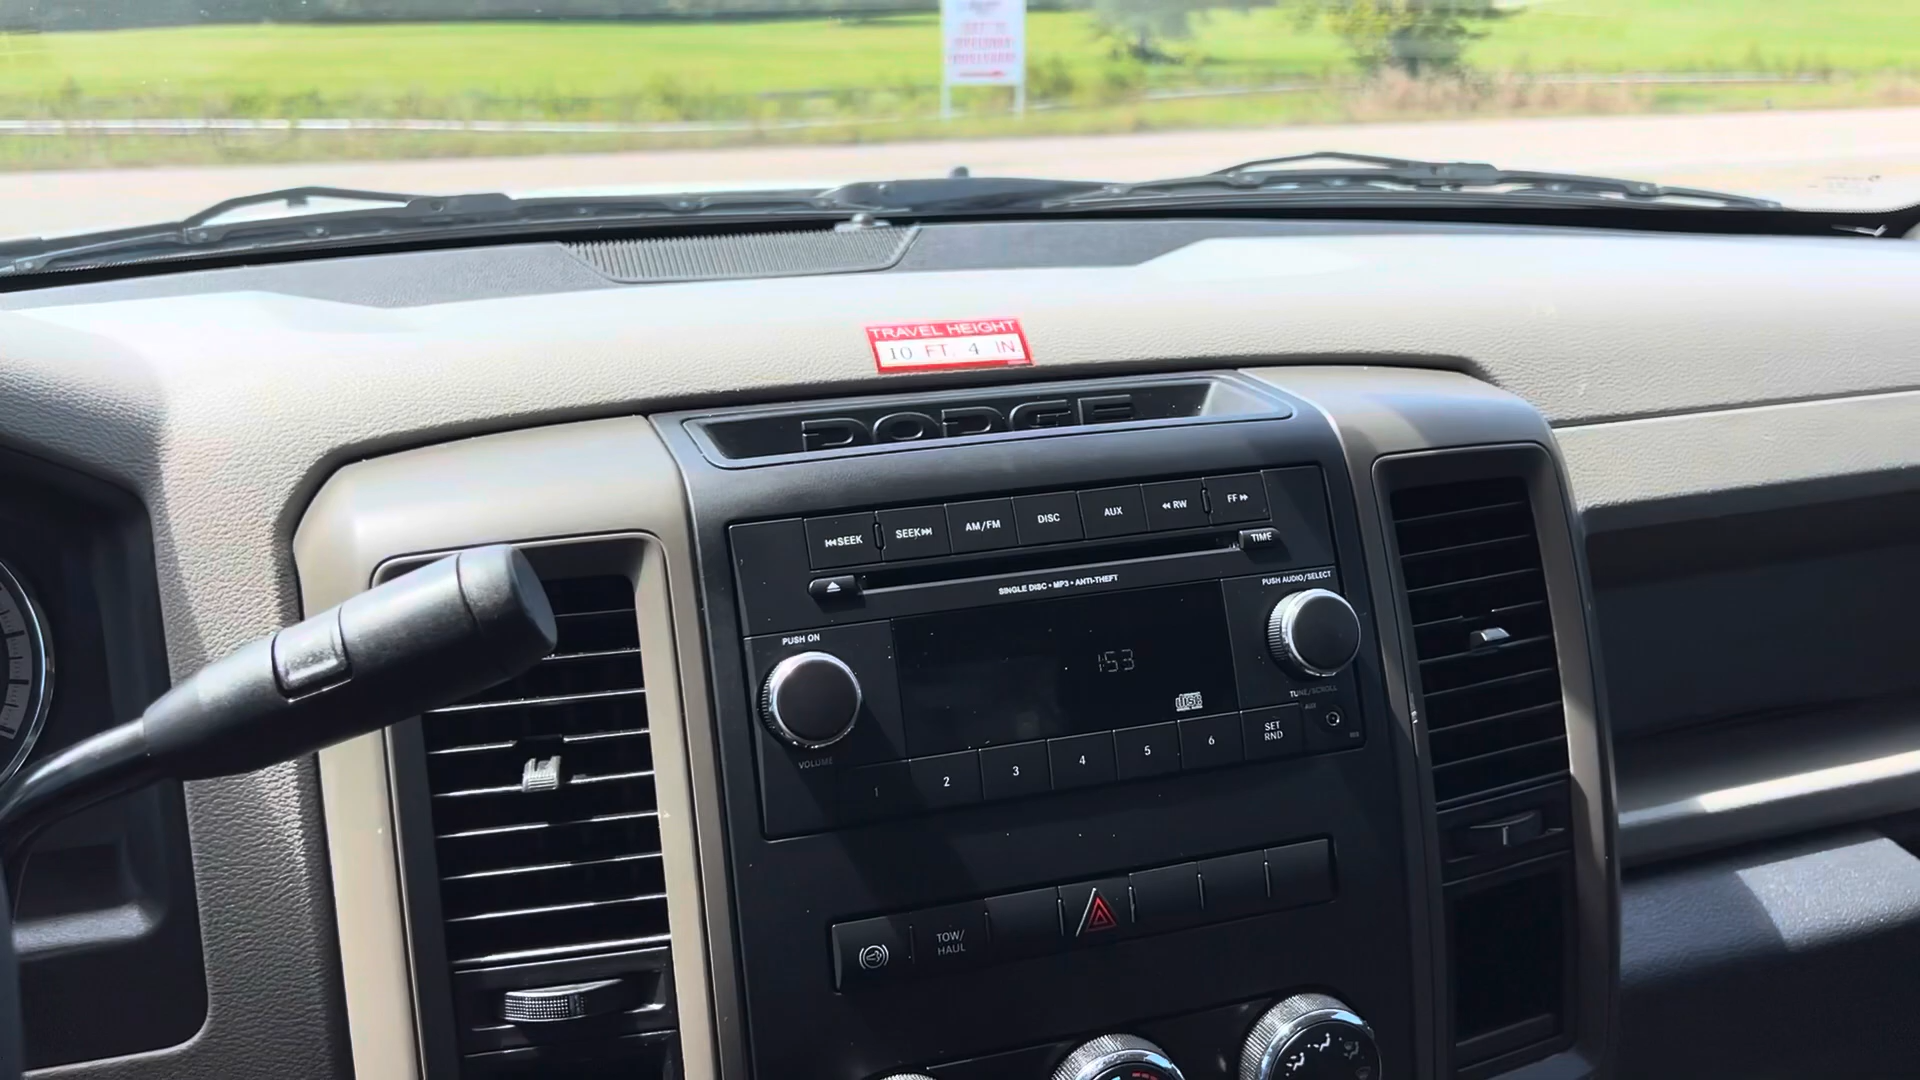 TRAVEL HEIGHT
10 FT. 4 IN.
DODGE
SEEK SEEK AM/FM DISC AUX RW FF
TIME
SINGLE DISC • MP3 • ANTI-THEFT
PUSH AUDIO/SELECT
PUSH ON
1:53
TUNE/SCROLL
AUX
VOLUME
1 2 3 4 5 6 SET RND
TOW/
HAUL